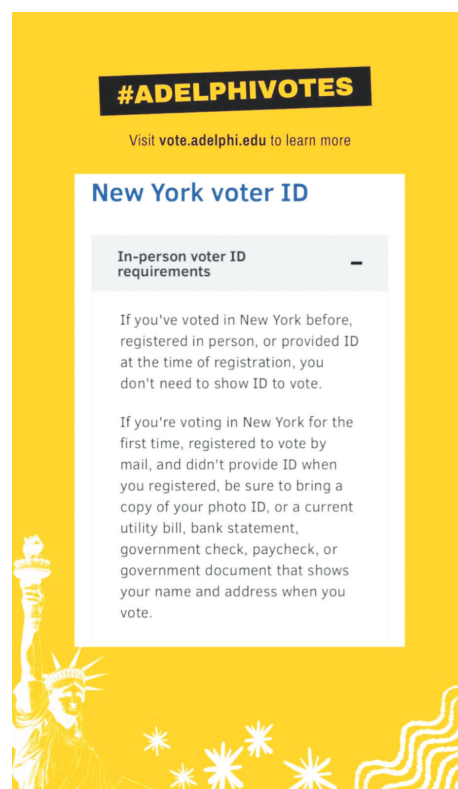 #ADELPHIVOTES
Visit vote.adelphi.edu to learn more
New York voter ID
In-person voter ID
requirements
If you've voted in New York before,
registered in person, or provided ID
at the time of registration, you
don't need to show ID to vote.
If you're voting in New York for the
first time, registered to vote by
mail, and didn't provide ID when
you registered, be sure to bring a
copy of your photo ID, or a current
utility bill, bank statement,
government check, paycheck, or
government document that shows
your name and address when you
vote.